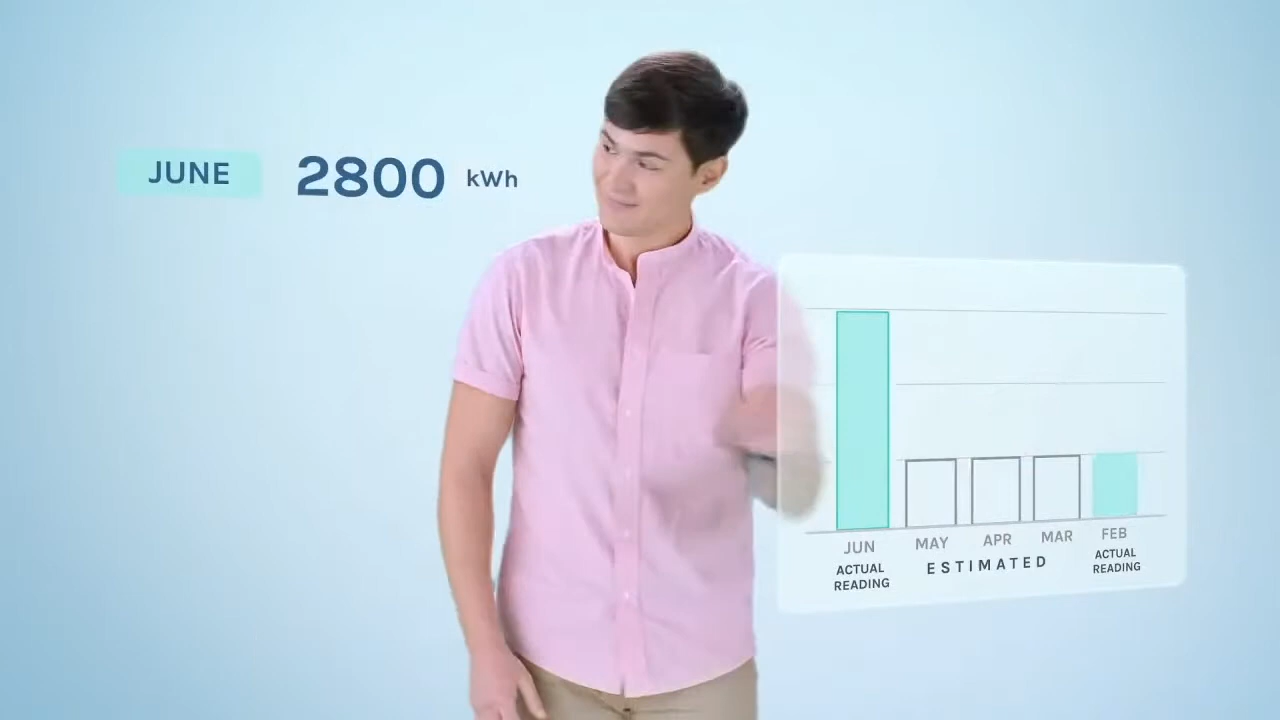 JUNE 2800 kWh
JUN MAY APR MAR FEB
ACTUAL READING
ESTIMATED
ACTUAL READING